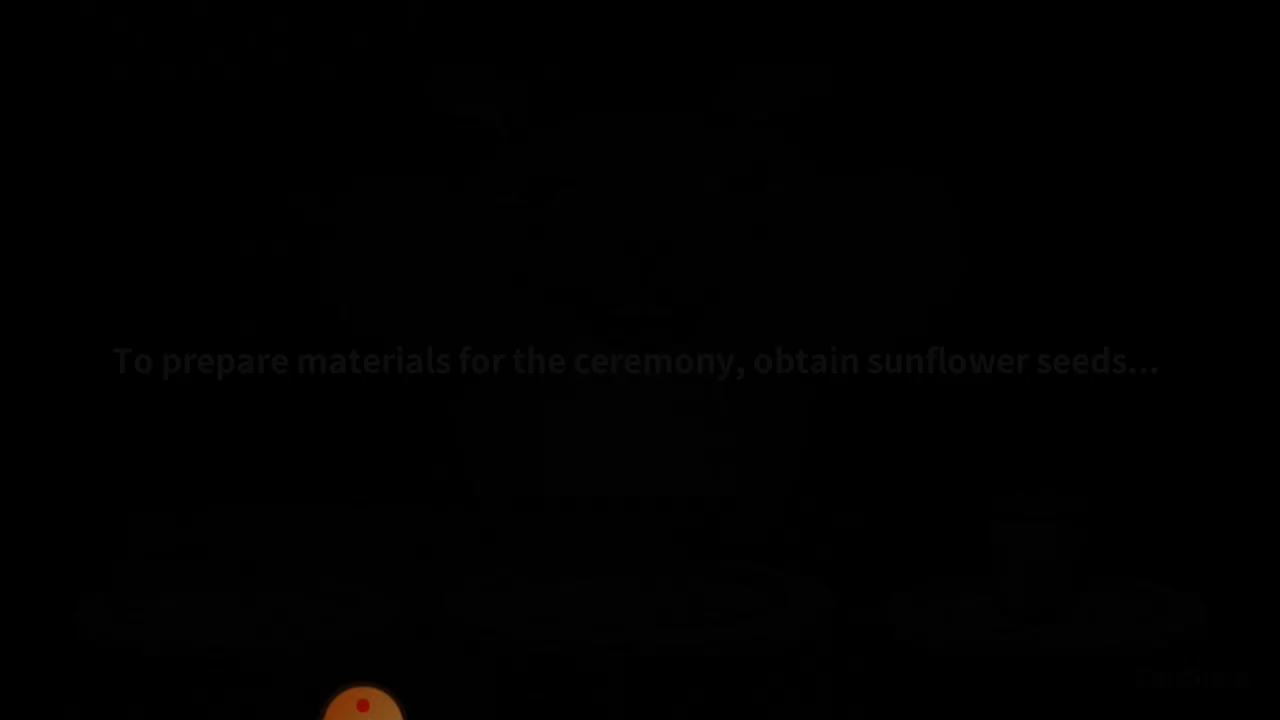 To prepare materials for the ceremony, obtain sunflower seeds...